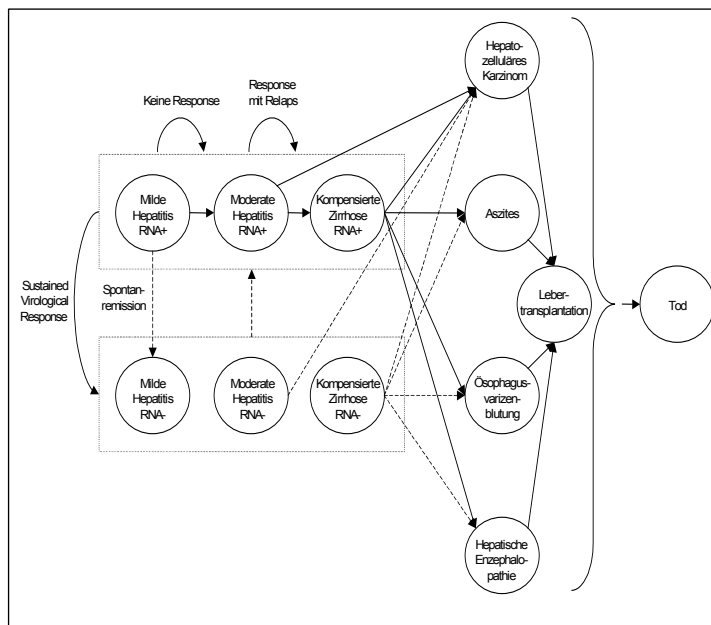 Hepato-
zelluläres
Karzinom
Response
mit Relaps
Keine Response
Milde
Hepatitis
RNA+
Moderate
Hepatitis
RNA+
Kompensierte
Zirrhose
RNA+
Aszites
Sustained
Virological
Response
Spontan-
remission
Leber-
transplantation
Tod
Milde
Hepatitis
RNA-
Moderate
Hepatitis
RNA-
Kompensierte
Zirrhose
RNA-
Ösophagus-
varizen-
blutung
Hepatische
Enzephalo-
pathie